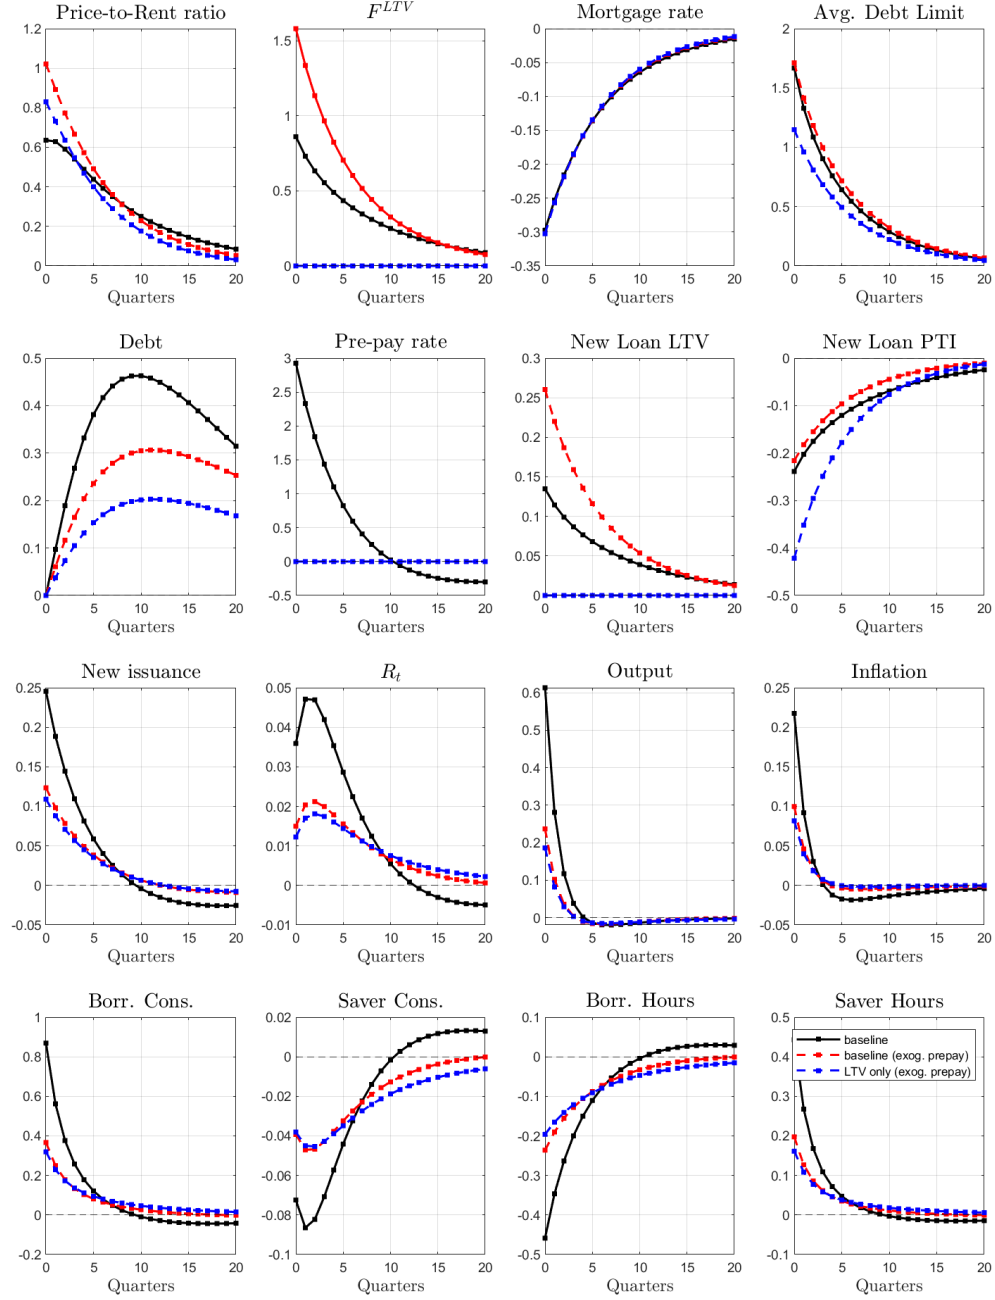 Price-to-Rent ratio
F^{LTV}
Mortgage rate
Avg. Debt Limit
1.2
1
0.8
0.6
0.4
0.2
0
0 5 10 15 20
Quarters
1.5
1
0.5
0
0 5 10 15 20
Quarters
0
-0.05
-0.1
-0.15
-0.2
-0.25
-0.3
-0.35
0 5 10 15 20
Quarters
2
1.5
1
0.5
0
0 5 10 15 20
Quarters
Debt
Pre-pay rate
New Loan LTV
New Loan PTI
0.5
0.4
0.3
0.2
0.1
0
0 5 10 15 20
Quarters
3
2.5
2
1.5
1
0.5
0
-0.5
0 5 10 15 20
Quarters
0.3
0.25
0.2
0.15
0.1
0.05
0
0 5 10 15 20
Quarters
0
-0.1
-0.2
-0.3
-0.4
-0.5
0 5 10 15 20
Quarters
New issuance
R_t
Output
Inflation
0.25
0.2
0.15
0.1
0.05
0
-0.05
0 5 10 15 20
Quarters
0.05
0.04
0.03
0.02
0.01
0
-0.01
0 5 10 15 20
Quarters
0.6
0.5
0.4
0.3
0.2
0.1
0
0 5 10 15 20
Quarters
0.25
0.2
0.15
0.1
0.05
0
-0.05
0 5 10 15 20
Quarters
Borr. Cons.
Saver Cons.
Borr. Hours
Saver Hours
1
0.8
0.6
0.4
0.2
0
-0.2
0 5 10 15 20
Quarters
0.02
-0
-0.02
-0.04
-0.06
-0.08
-0.1
0 5 10 15 20
Quarters
0.1
-0
-0.1
-0.2
-0.3
-0.4
-0.5
0 5 10 15 20
Quarters
0.5
0.4
0.3
0.2
0.1
0
-0.1
0 5 10 15 20
Quarters
baseline
baseline (exog. prepay)
LTV only (exog. prepay)